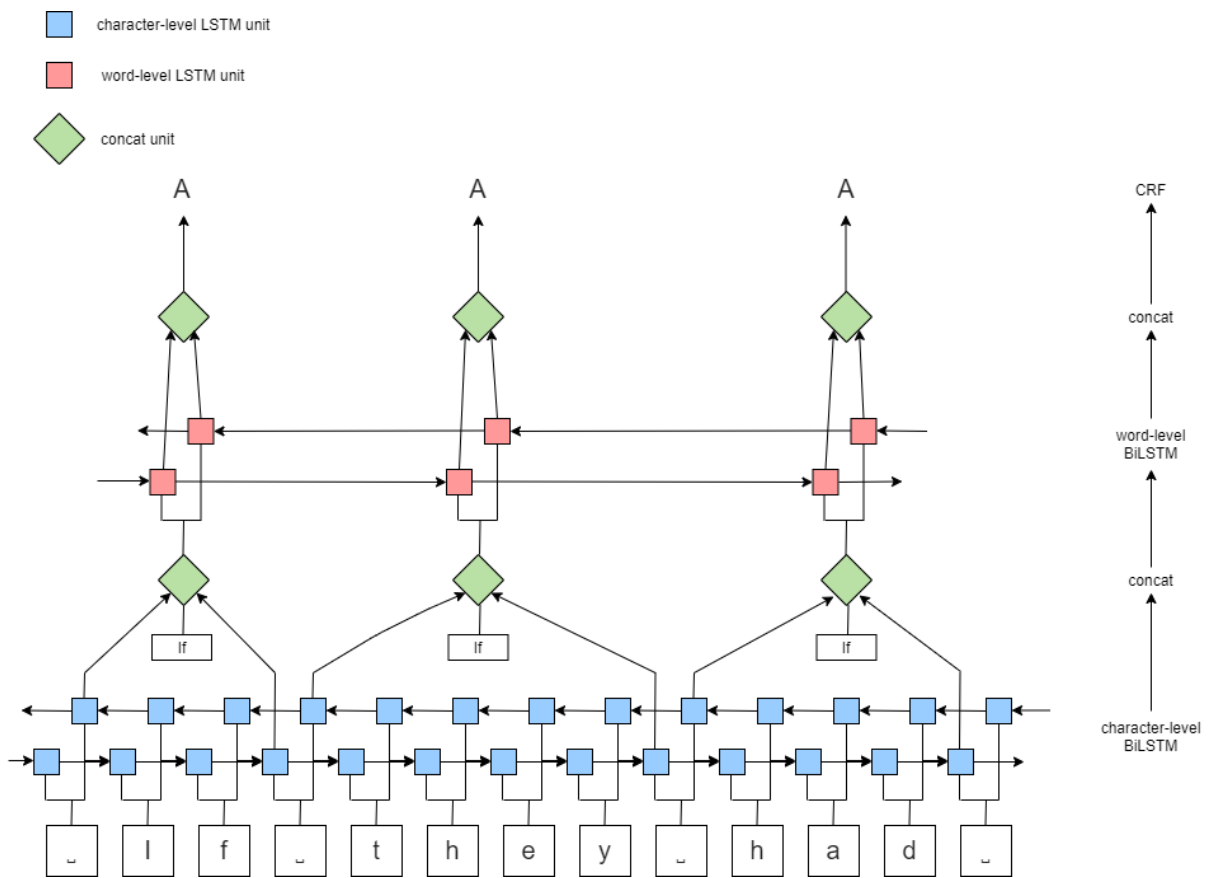 character-level LSTM unit
word-level LSTM unit
concat unit
A A A CRF
concat
word-level
BiLSTM
concat
If If If
character-level
BiLSTM
␣ I f ␣ t h e y ␣ h a d ␣